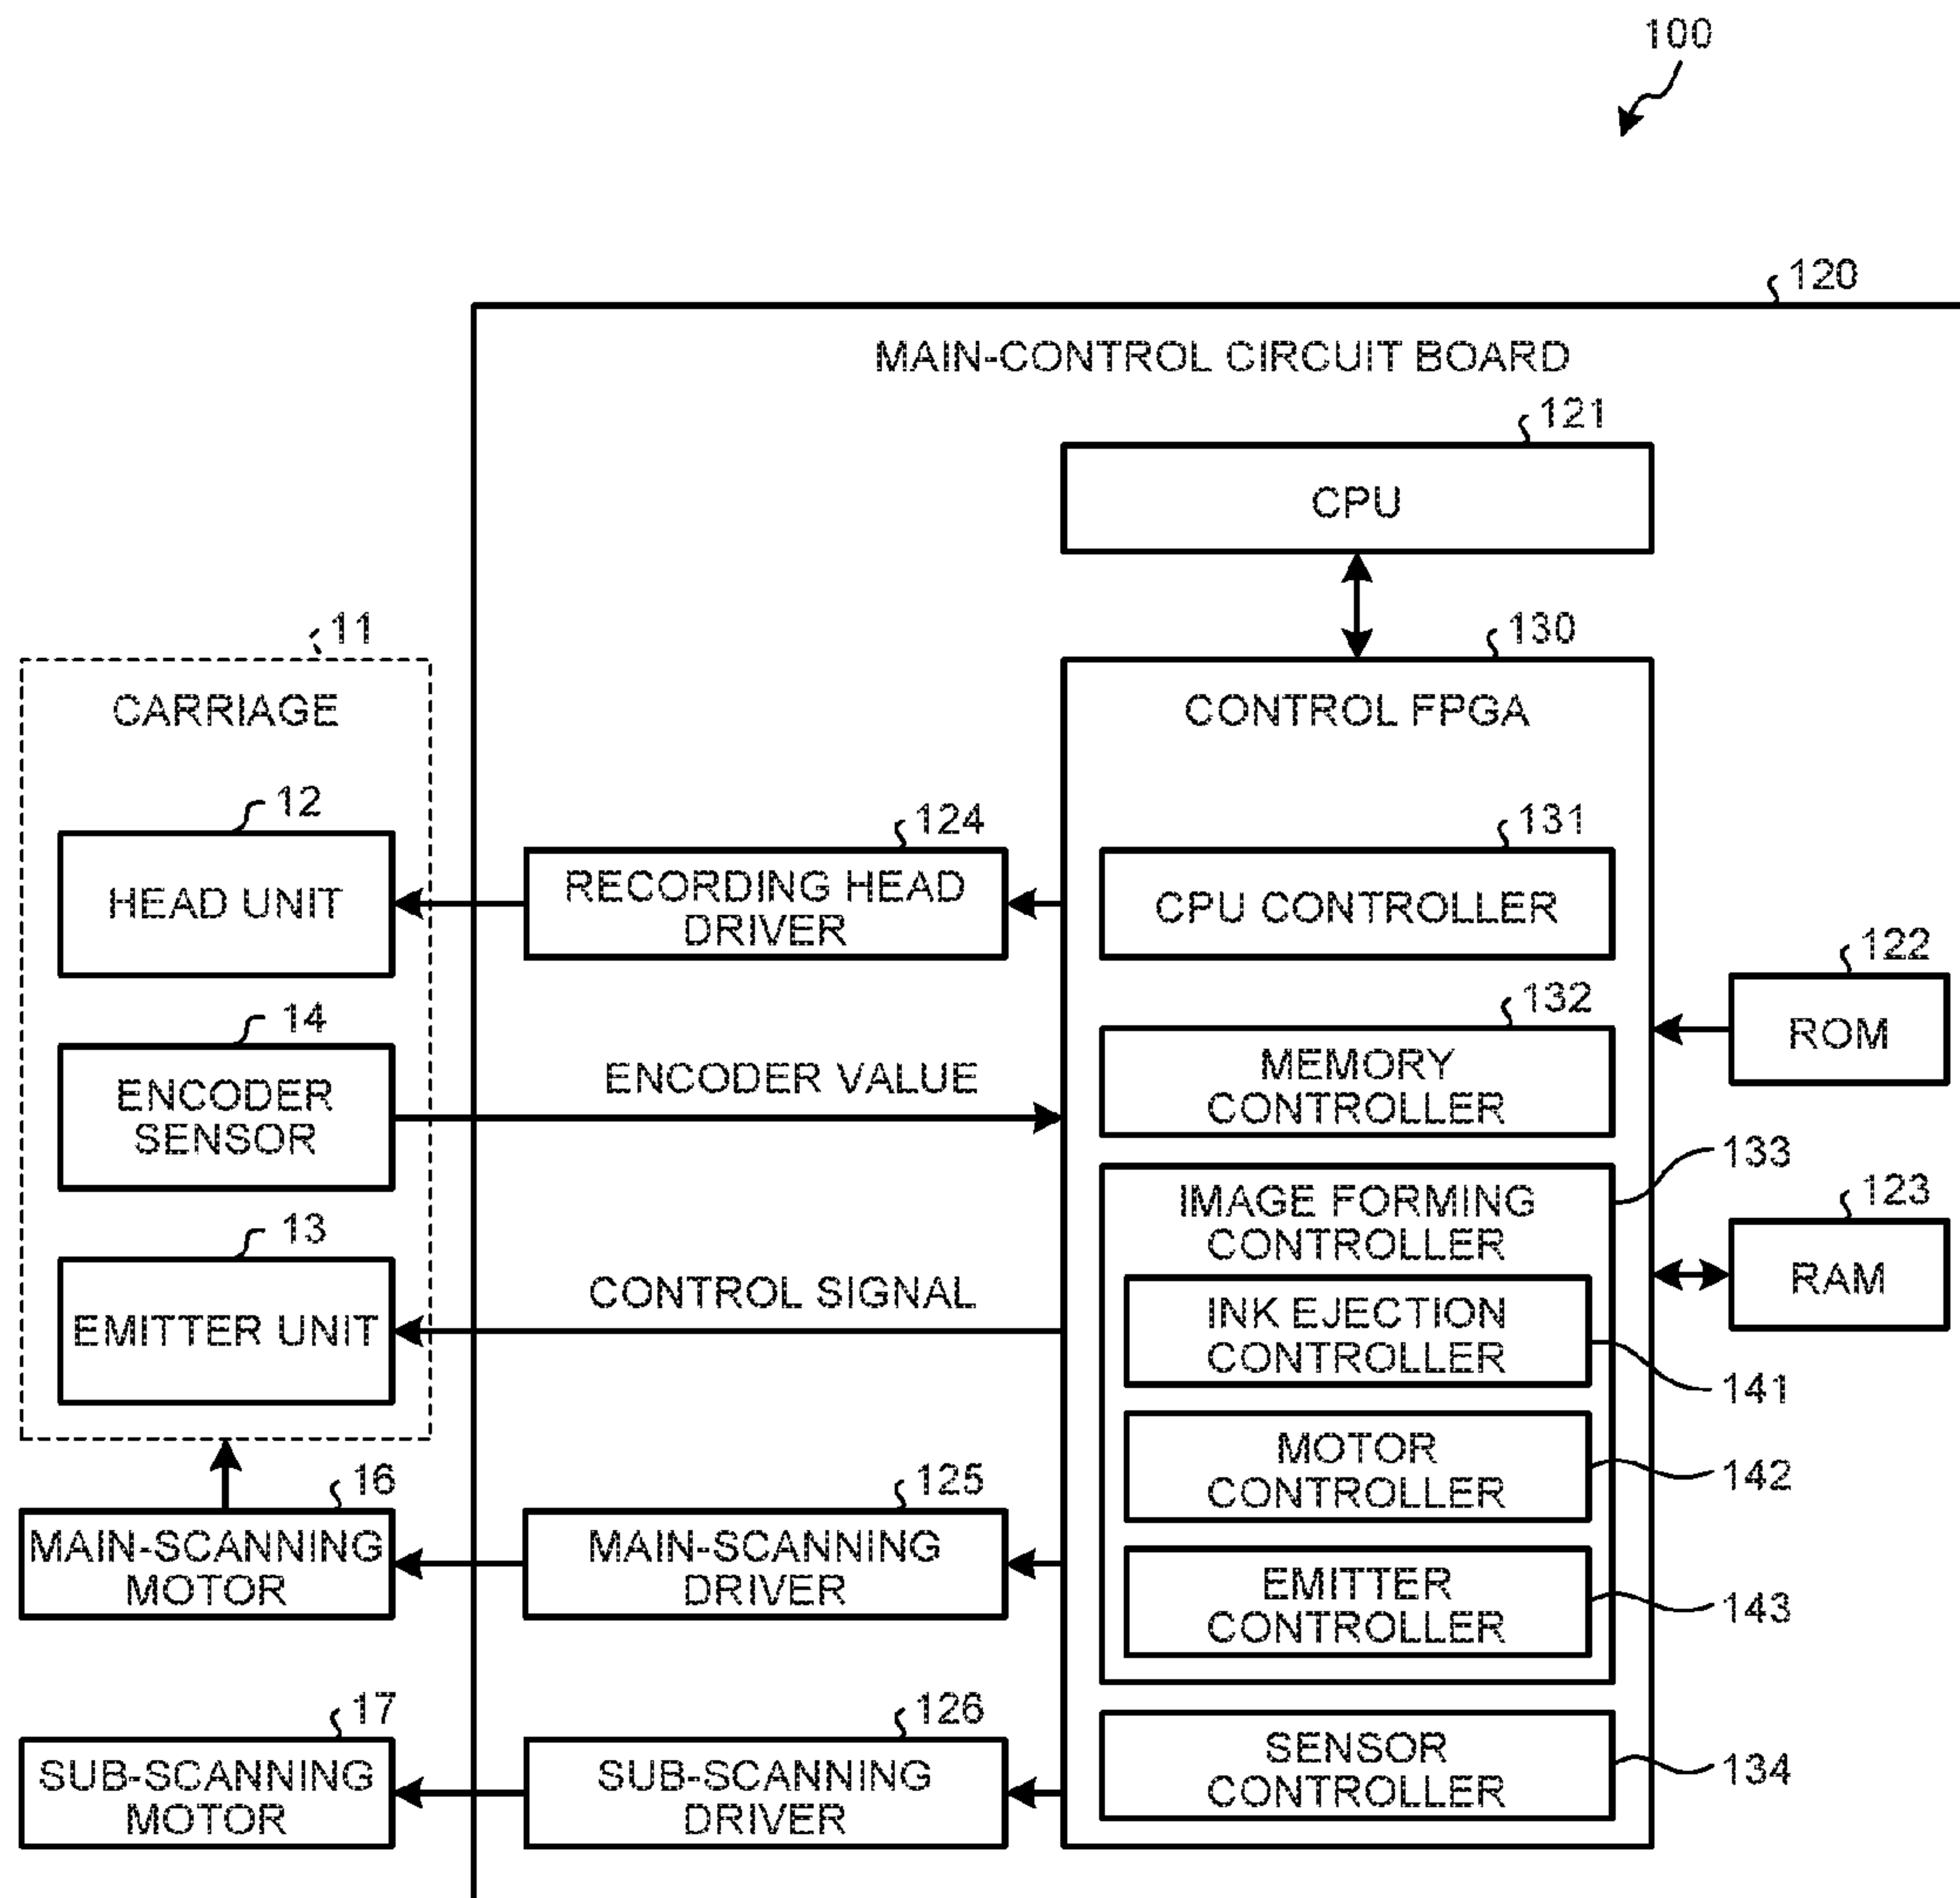 100
120
MAIN-CONTROL CIRCUIT BOARD
121
CPU
11
130
CARRIAGE
CONTROL FPGA
12
124
131
HEAD UNIT
RECORDING HEAD
DRIVER
CPU CONTROLLER
122
ROM
14
132
ENCODER
SENSOR
ENCODER VALUE
MEMORY
CONTROLLER
133
123
RAM
13
IMAGE FORMING
CONTROLLER
EMITTER UNIT
CONTROL SIGNAL
INK EJECTION
CONTROLLER
141
16
125
MOTOR
CONTROLLER
142
MAIN-SCANNING
MOTOR
MAIN-SCANNING
DRIVER
EMITTER
CONTROLLER
143
17
126
SUB-SCANNING
MOTOR
SUB-SCANNING
DRIVER
SENSOR
CONTROLLER
134